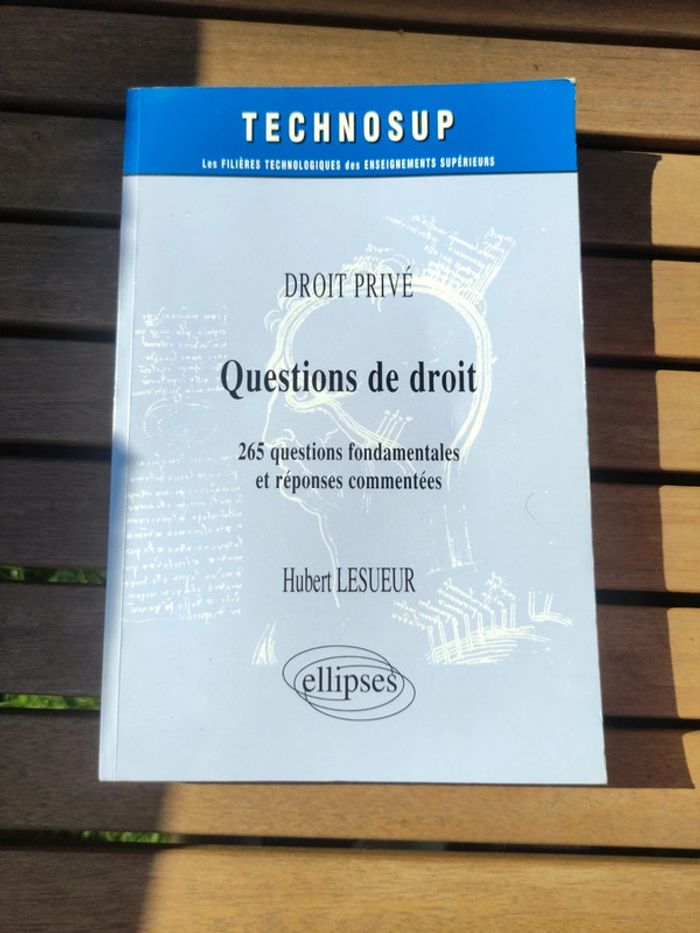 TECHNOSUP
Les FILIÈRES TECHNOLOGIQUES des ENSEIGNEMENTS SUPÉRIEURS
DROIT PRIVÉ
Questions de droit
265 questions fondamentales
et réponses commentées
Hubert LESUEUR
ellipses